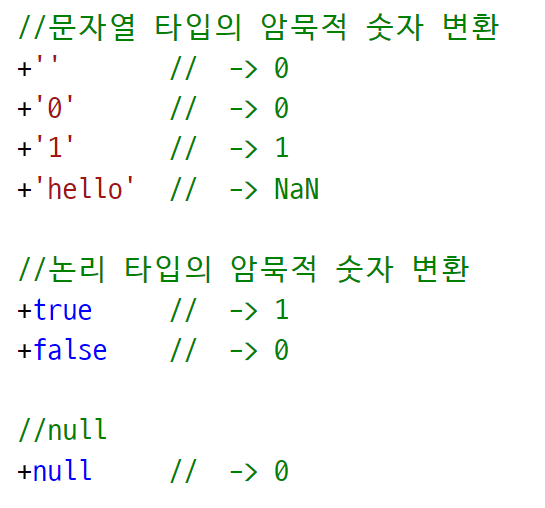 //문자열 타입의 암묵적 숫자 변환
+'' // -> 0
+'0' // -> 0
+'1' // -> 1
+'hello' // -> NaN
//논리 타입의 암묵적 숫자 변환
+true // -> 1
+false // -> 0
//null
+null // -> 0